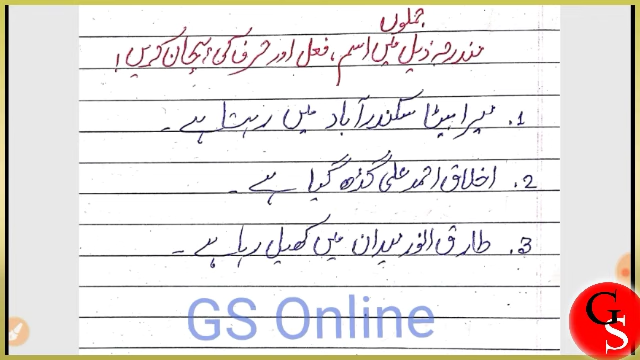 جملوں
مندرجہ ذیل میں اسم، فعل اور حرف کی پہچان کریں!
1. میرا بیٹا سکندرآباد میں رہتا ہے۔
2. اخلاق احمد علی گڑھ گیا ہے۔
3. طارق انور میدان میں کھیل رہا ہے۔
GS Online
GS